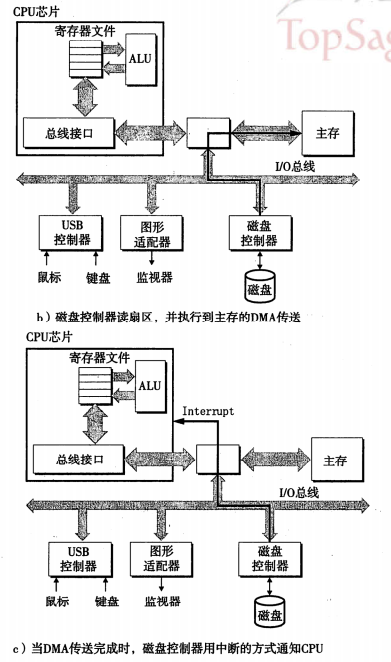 CPU芯片
TopSag
寄存器文件
ALU
总线接口
主存
I/O总线
USB
控制器
图形
适配器
磁盘
控制器
鼠标
键盘
监视器
磁盘
b）磁盘控制器读扇区，并执行到主存的DMA传送
CPU芯片
寄存器文件
ALU
Interrupt
总线接口
主存
I/O总线
USB
控制器
图形
适配器
磁盘
控制器
鼠标
键盘
监视器
磁盘
c）当DMA传送完成时，磁盘控制器用中断的方式通知CPU